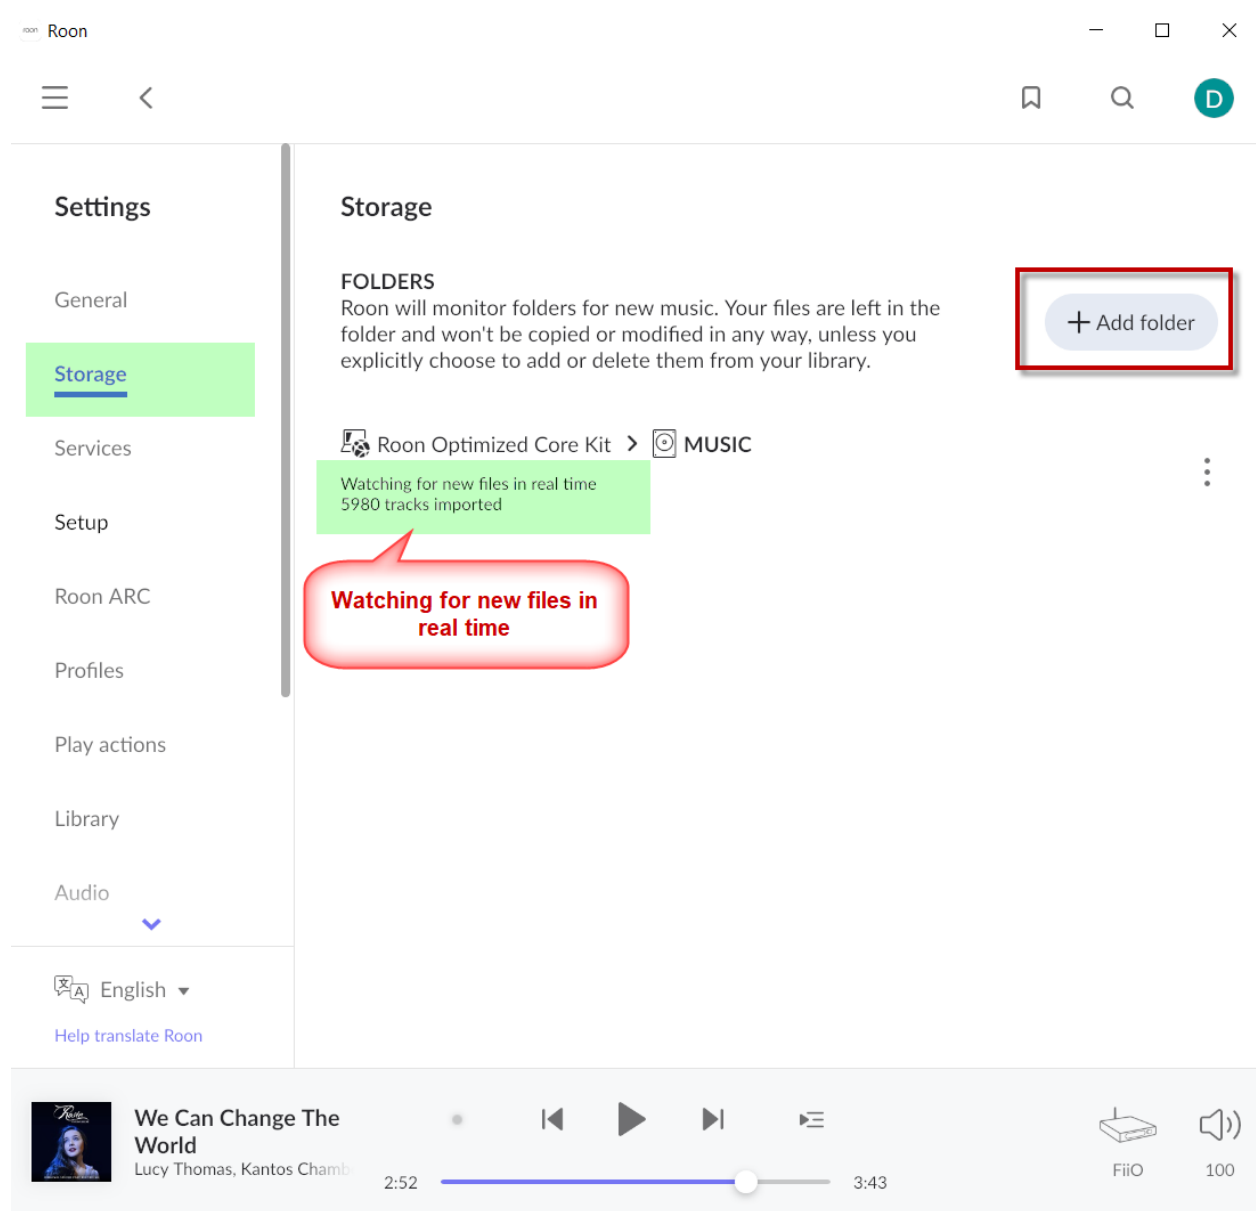 roon Roon
D
Settings
General
Storage
Services
Setup
Roon ARC
Profiles
Play actions
Library
Audio
English
Help translate Roon
Storage
FOLDERS
Roon will monitor folders for new music. Your files are left in the
folder and won't be copied or modified in any way, unless you
explicitly choose to add or delete them from your library.
+ Add folder
Roon Optimized Core Kit > MUSIC
Watching for new files in real time
5980 tracks imported
Watching for new files in
real time
We Can Change The
World
Lucy Thomas, Kantos Chamb
2:52
3:43
FiiO
100